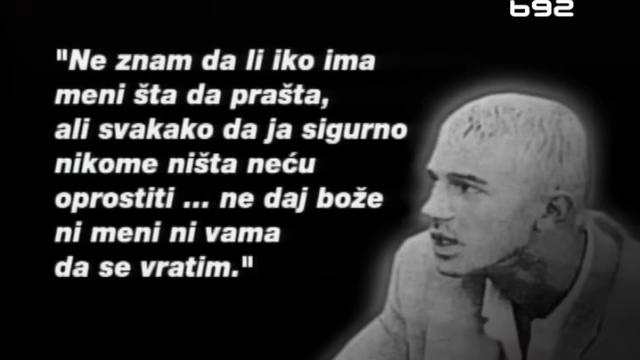 B92
"Ne znam da li iko ima
meni šta da prašta,
ali svakako da ja sigurno
nikome ništa neću
oprostiti ... ne daj bože
ni meni ni vama
da se vratim."